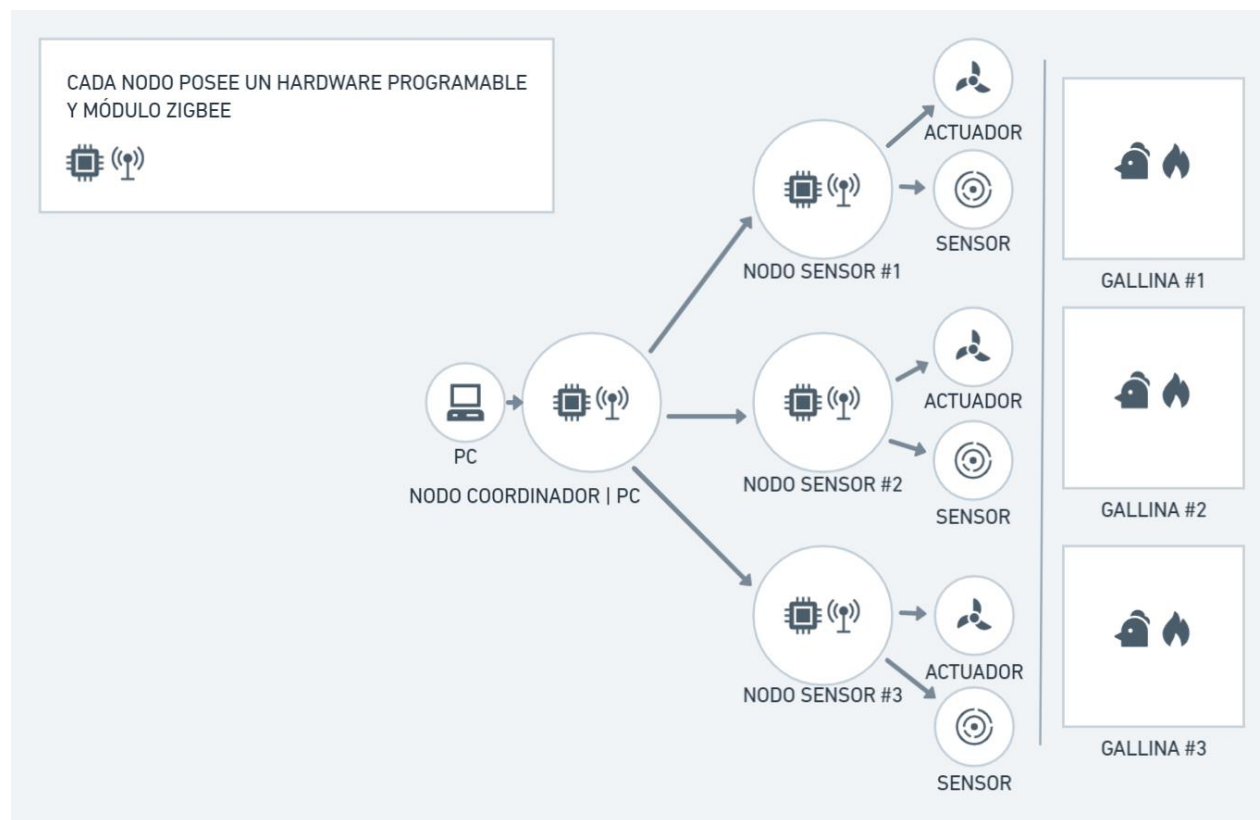 CADA NODO POSEE UN HARDWARE PROGRAMABLE
Y MÓDULO ZIGBEE
ACTUADOR
SENSOR
NODO SENSOR #1
GALLINA #1
ACTUADOR
PC
NODO SENSOR #2
NODO COORDINADOR | PC
SENSOR
GALLINA #2
ACTUADOR
NODO SENSOR #3
SENSOR
GALLINA #3